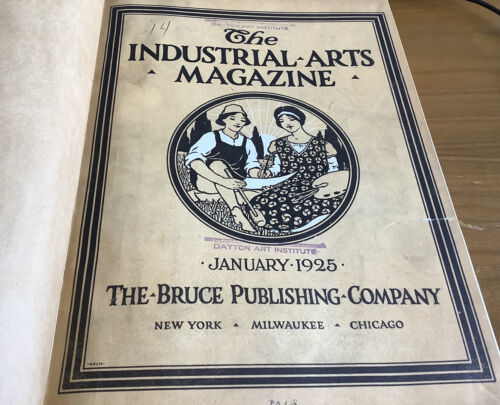 14
DAYTON ART INSTITUTE
The
INDUSTRIAL·ARTS
· MAGAZINE ·
DAYTON ART INSTITUTE
· JANUARY · 1925 ·
THE·BRUCE PUBLISHING·COMPANY
NEW YORK · MILWAUKEE · CHICAGO